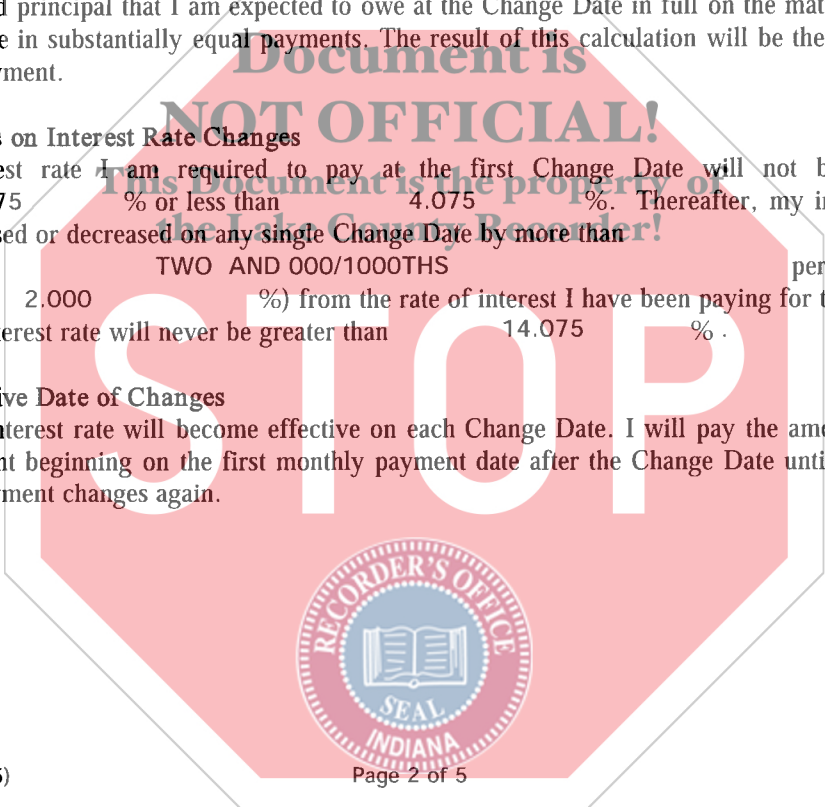 d principal that I am expected to owe at the Change Date in full on the mat
e in substantially equal payments. The result of this calculation will be the
ment.
Document is
NOT OFFICIAL!
This Document is the property of
the Lake County Recorder!
s on Interest Rate Changes
est rate I am required to pay at the first Change Date will not b
75 % or less than 4.075 %. Thereafter, my in
sed or decreased on any single Change Date by more than
TWO AND 000/1000THS per
2.000 %) from the rate of interest I have been paying for t
erest rate will never be greater than 14.075 % .
ive Date of Changes
nterest rate will become effective on each Change Date. I will pay the amo
nt beginning on the first monthly payment date after the Change Date unti
ment changes again.
STOP
RECORDER'S OFFICE
SEAL
INDIANA
) Page 2 of 5